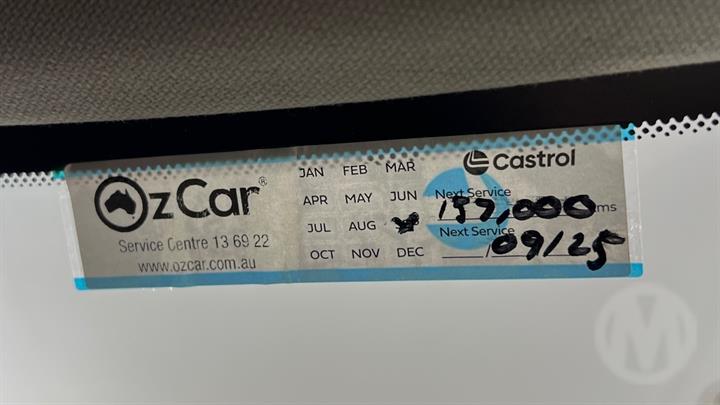 OzCar®
Service Centre 13 69 22
www.ozcar.com.au
JAN FEB MAR
APR MAY JUN
JUL AUG
OCT NOV DEC
Castrol
Next Service
197,000 kms
Next Service
09/25
M